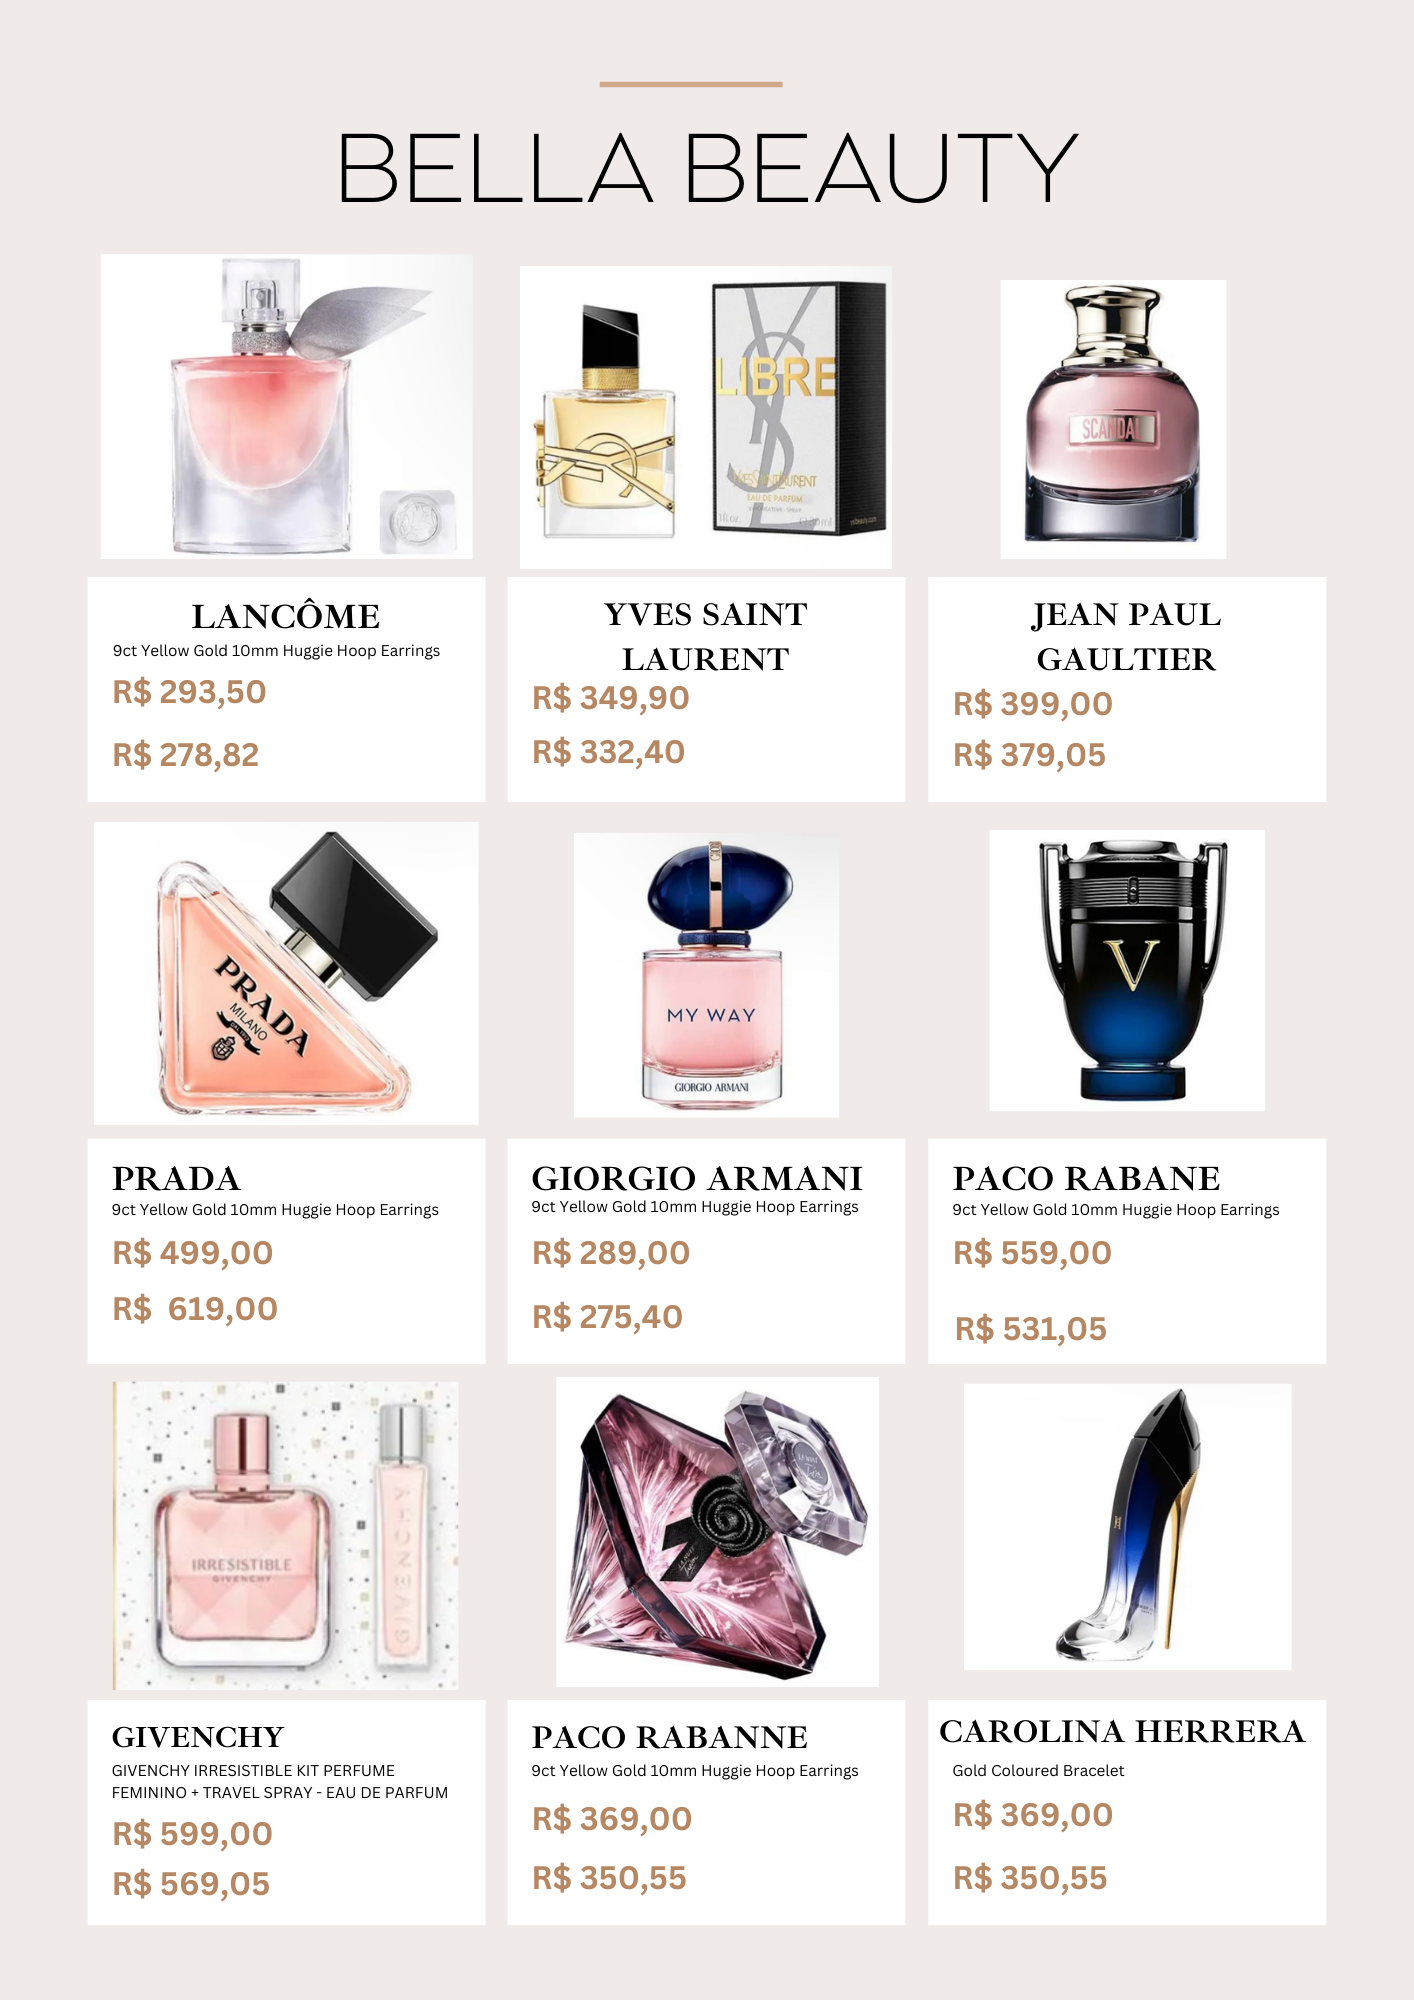 BELLA BEAUTY
LIBRE
YVES SAINT LAURENT
EAU DE PARFUM
SCANDAL
LANCÔME
9ct Yellow Gold 10mm Huggie Hoop Earrings
R$ 293,50
R$ 278,82
YVES SAINT
LAURENT
R$ 349,90
R$ 332,40
JEAN PAUL
GAULTIER
R$ 399,00
R$ 379,05
PRADA
MILANO
MY WAY
GIORGIO ARMANI
V
PRADA
9ct Yellow Gold 10mm Huggie Hoop Earrings
R$ 499,00
R$ 619,00
GIORGIO ARMANI
9ct Yellow Gold 10mm Huggie Hoop Earrings
R$ 289,00
R$ 275,40
PACO RABANE
9ct Yellow Gold 10mm Huggie Hoop Earrings
R$ 559,00
R$ 531,05
IRRESISTIBLE
GIVENCHY
GIVENCHY
GIVENCHY
GIVENCHY IRRESISTIBLE KIT PERFUME
FEMININO + TRAVEL SPRAY - EAU DE PARFUM
R$ 599,00
R$ 569,05
PACO RABANNE
9ct Yellow Gold 10mm Huggie Hoop Earrings
R$ 369,00
R$ 350,55
CAROLINA HERRERA
Gold Coloured Bracelet
R$ 369,00
R$ 350,55